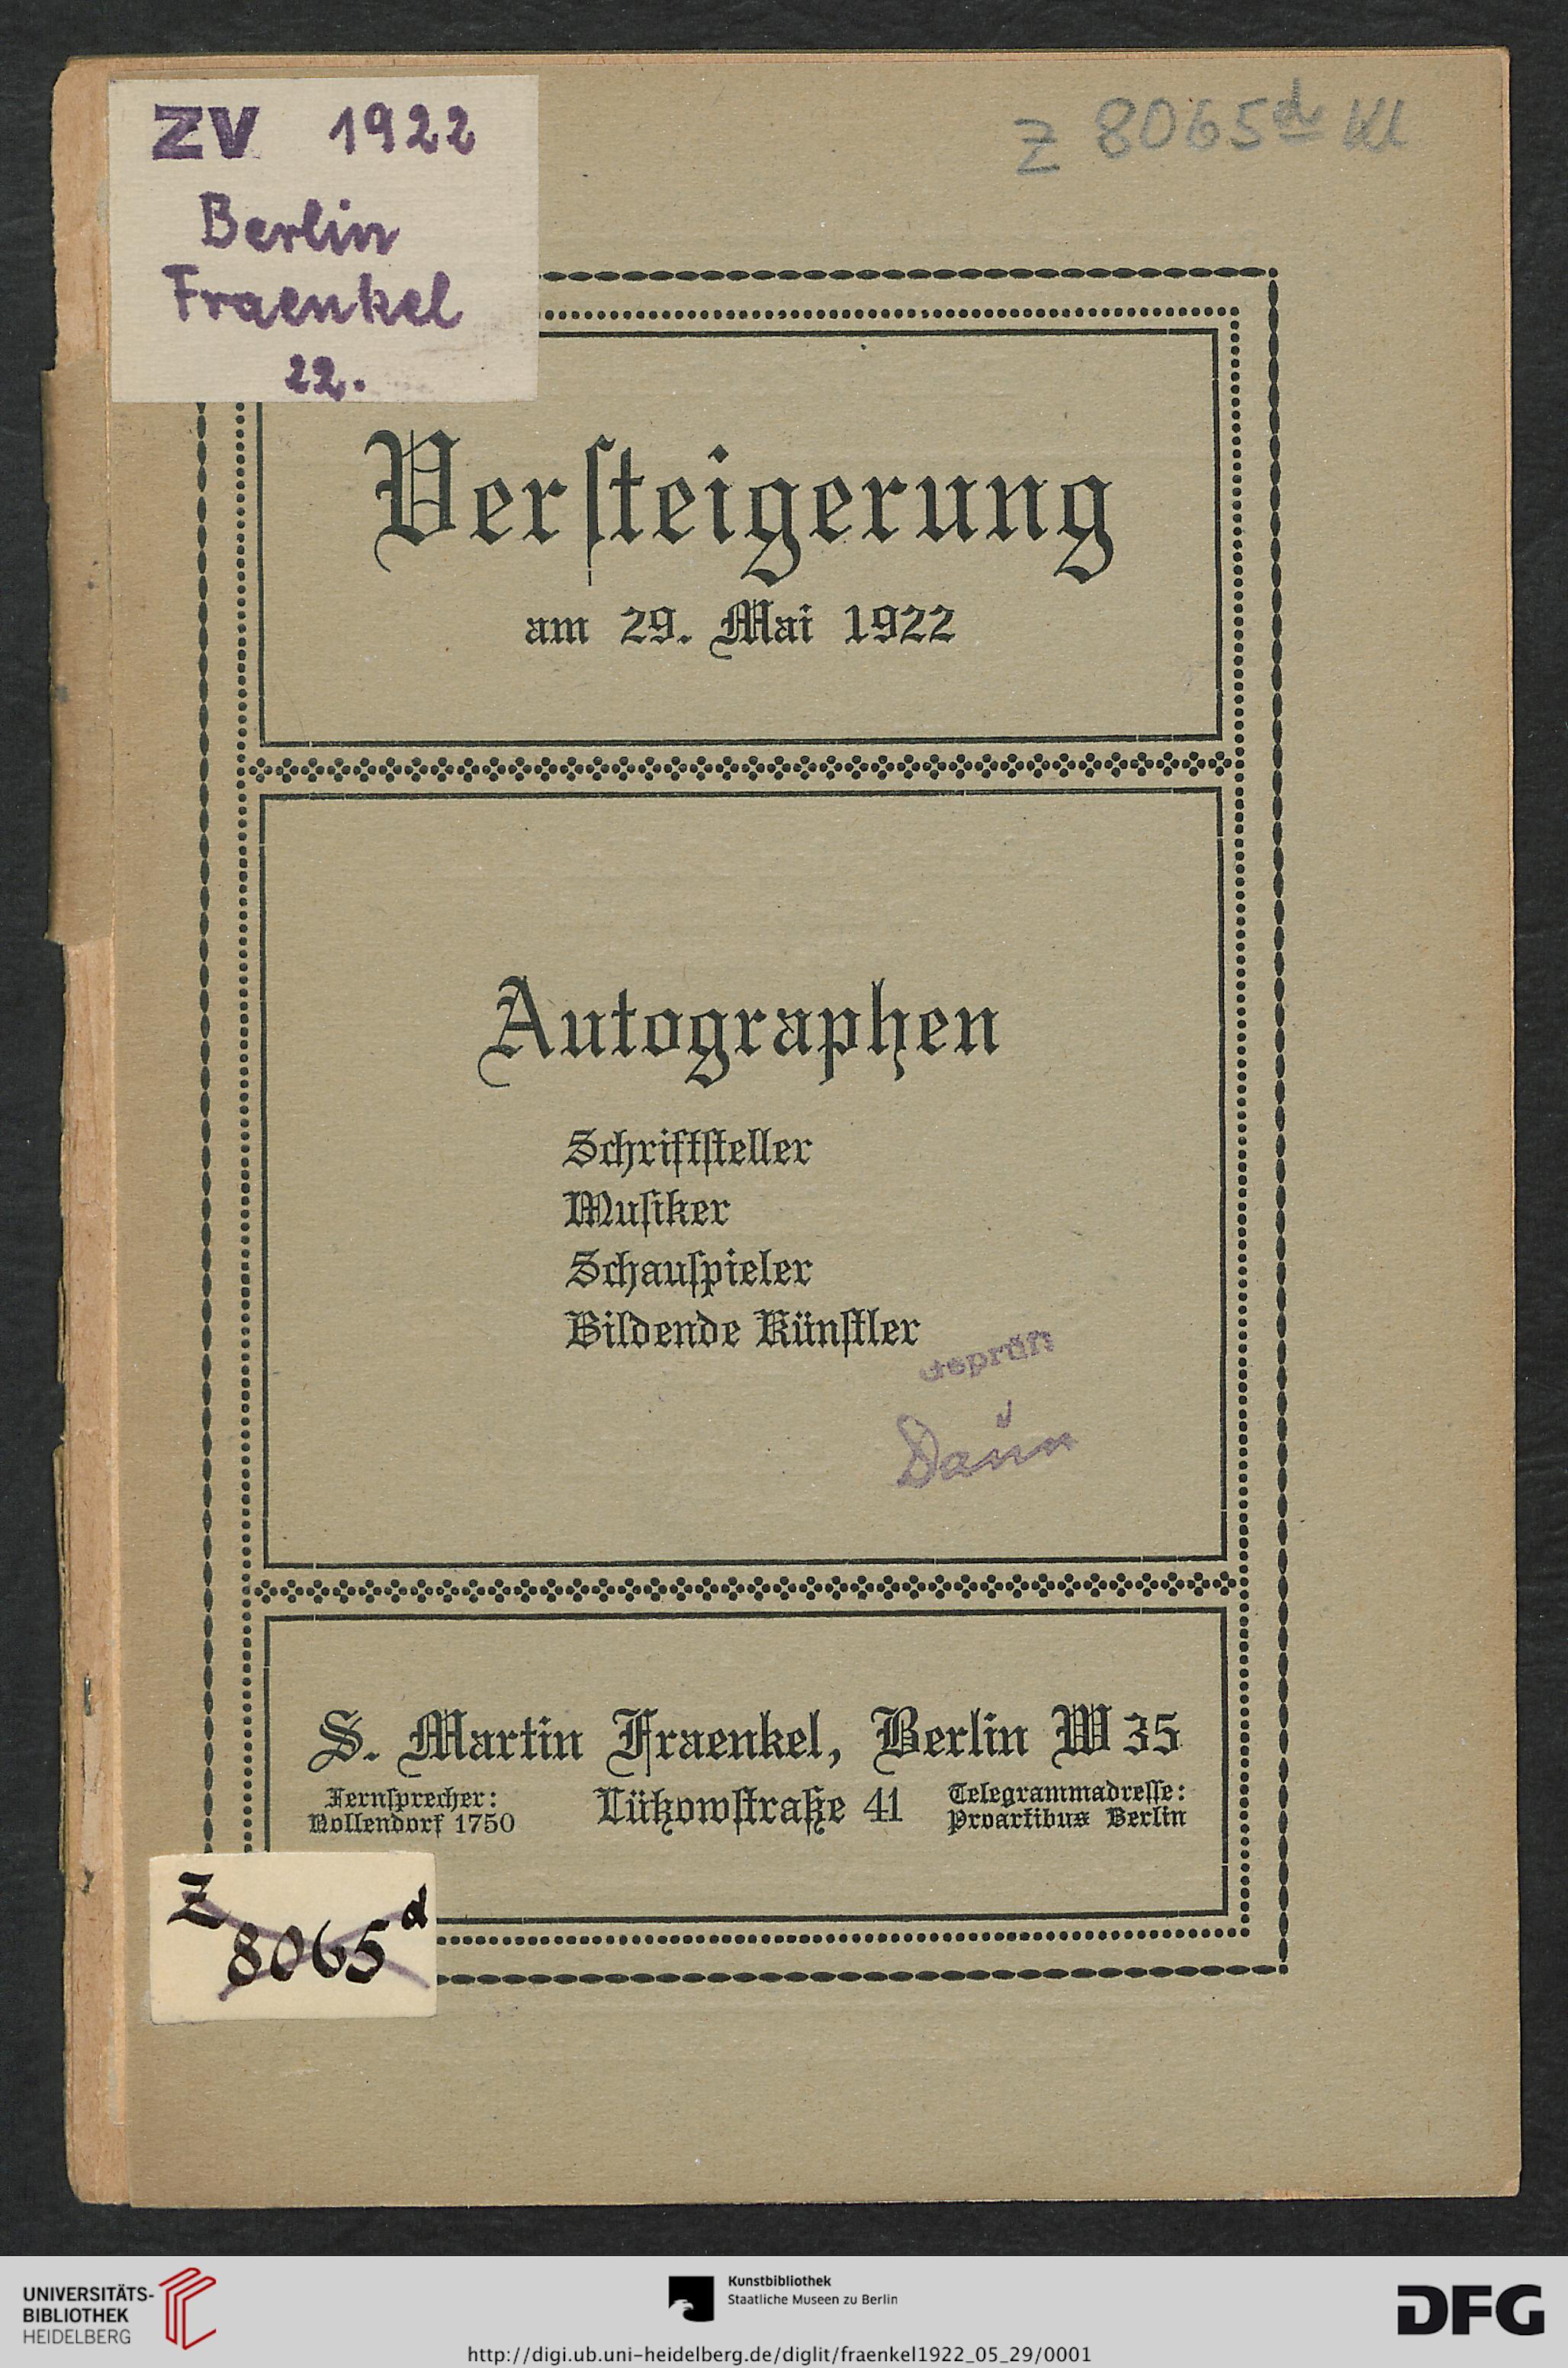 ZV 1922
Berlin
Fraenkel
22.
Z 8065d Kl
Versteigerung
am 29. Mai 1922
Autographen
Schriftsteller
Musiker
Schauspieler
Bildende Künstler
Geprüft
S. Martin Fraenkel, Berlin W 35
Fernsprecher:
Nollendorf 1750
Lützowstraße 41
Telegrammadresse:
Proartibus Berlin
Z
8065 d
UNIVERSITÄTS-
BIBLIOTHEK
HEIDELBERG
Kunstbibliothek
Staatliche Museen zu Berlin
DFG
http://digi.ub.uni-heidelberg.de/diglit/fraenkel1922_05_29/0001